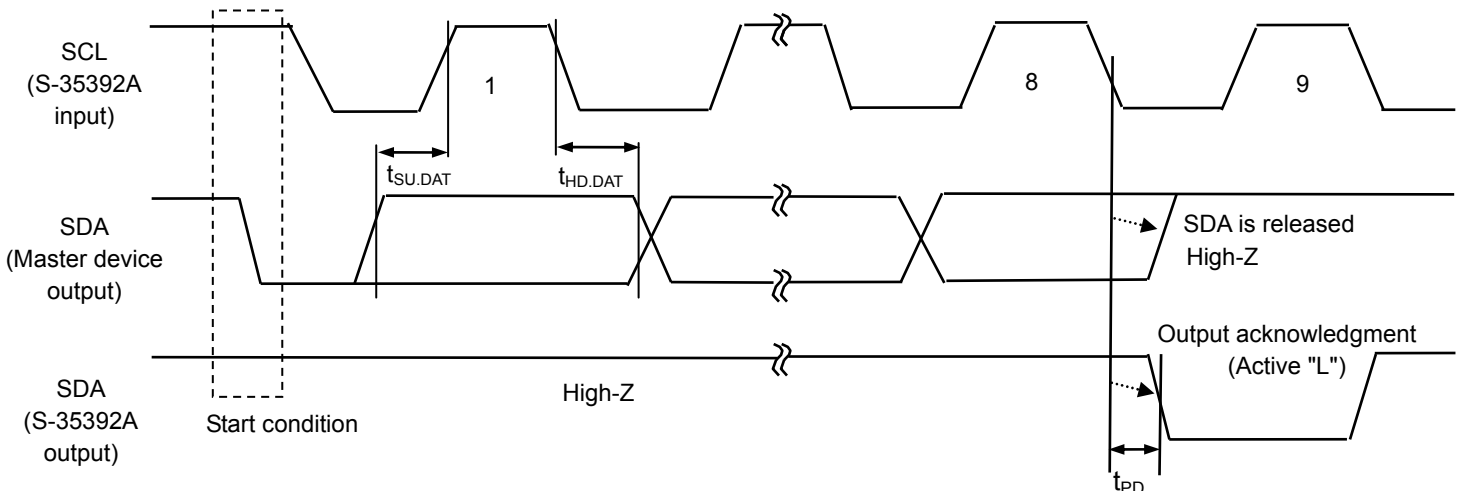 SCL
(S-35392A
input)
1
8
9
tSU.DAT
tHD.DAT
SDA
(Master device
output)
SDA is released
High-Z
Output acknowledgment
(Active "L")
SDA
(S-35392A
output)
High-Z
Start condition
tPD